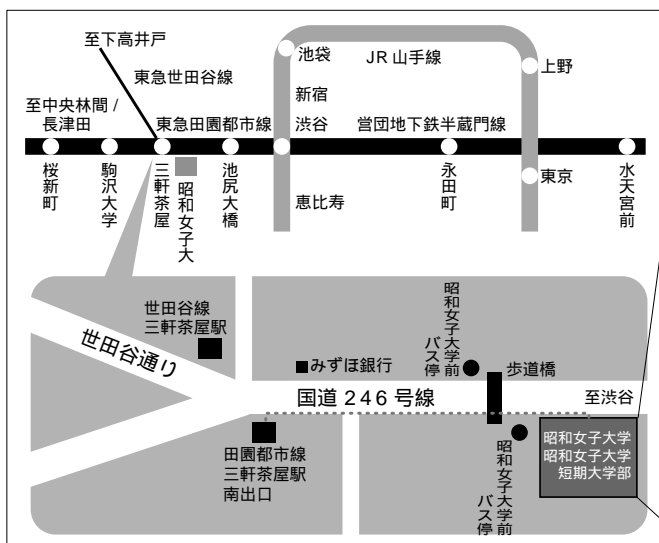 至下高井戸
東急世田谷線
池袋
JR 山手線
上野
新宿
至中央林間 /
長津田
東急田園都市線
渋谷
営団地下鉄半蔵門線
桜新町
駒沢大学
三軒茶屋
昭和女子大
池尻大橋
恵比寿
永田町
東京
水天宮前
世田谷線
三軒茶屋駅
世田谷通り
みずほ銀行
昭和女子大学前
バス停
歩道橋
国道 246 号線
至渋谷
田園都市線
三軒茶屋駅
南出口
昭和女子大学前
バス停
昭和女子大学
昭和女子大学
短期大学部